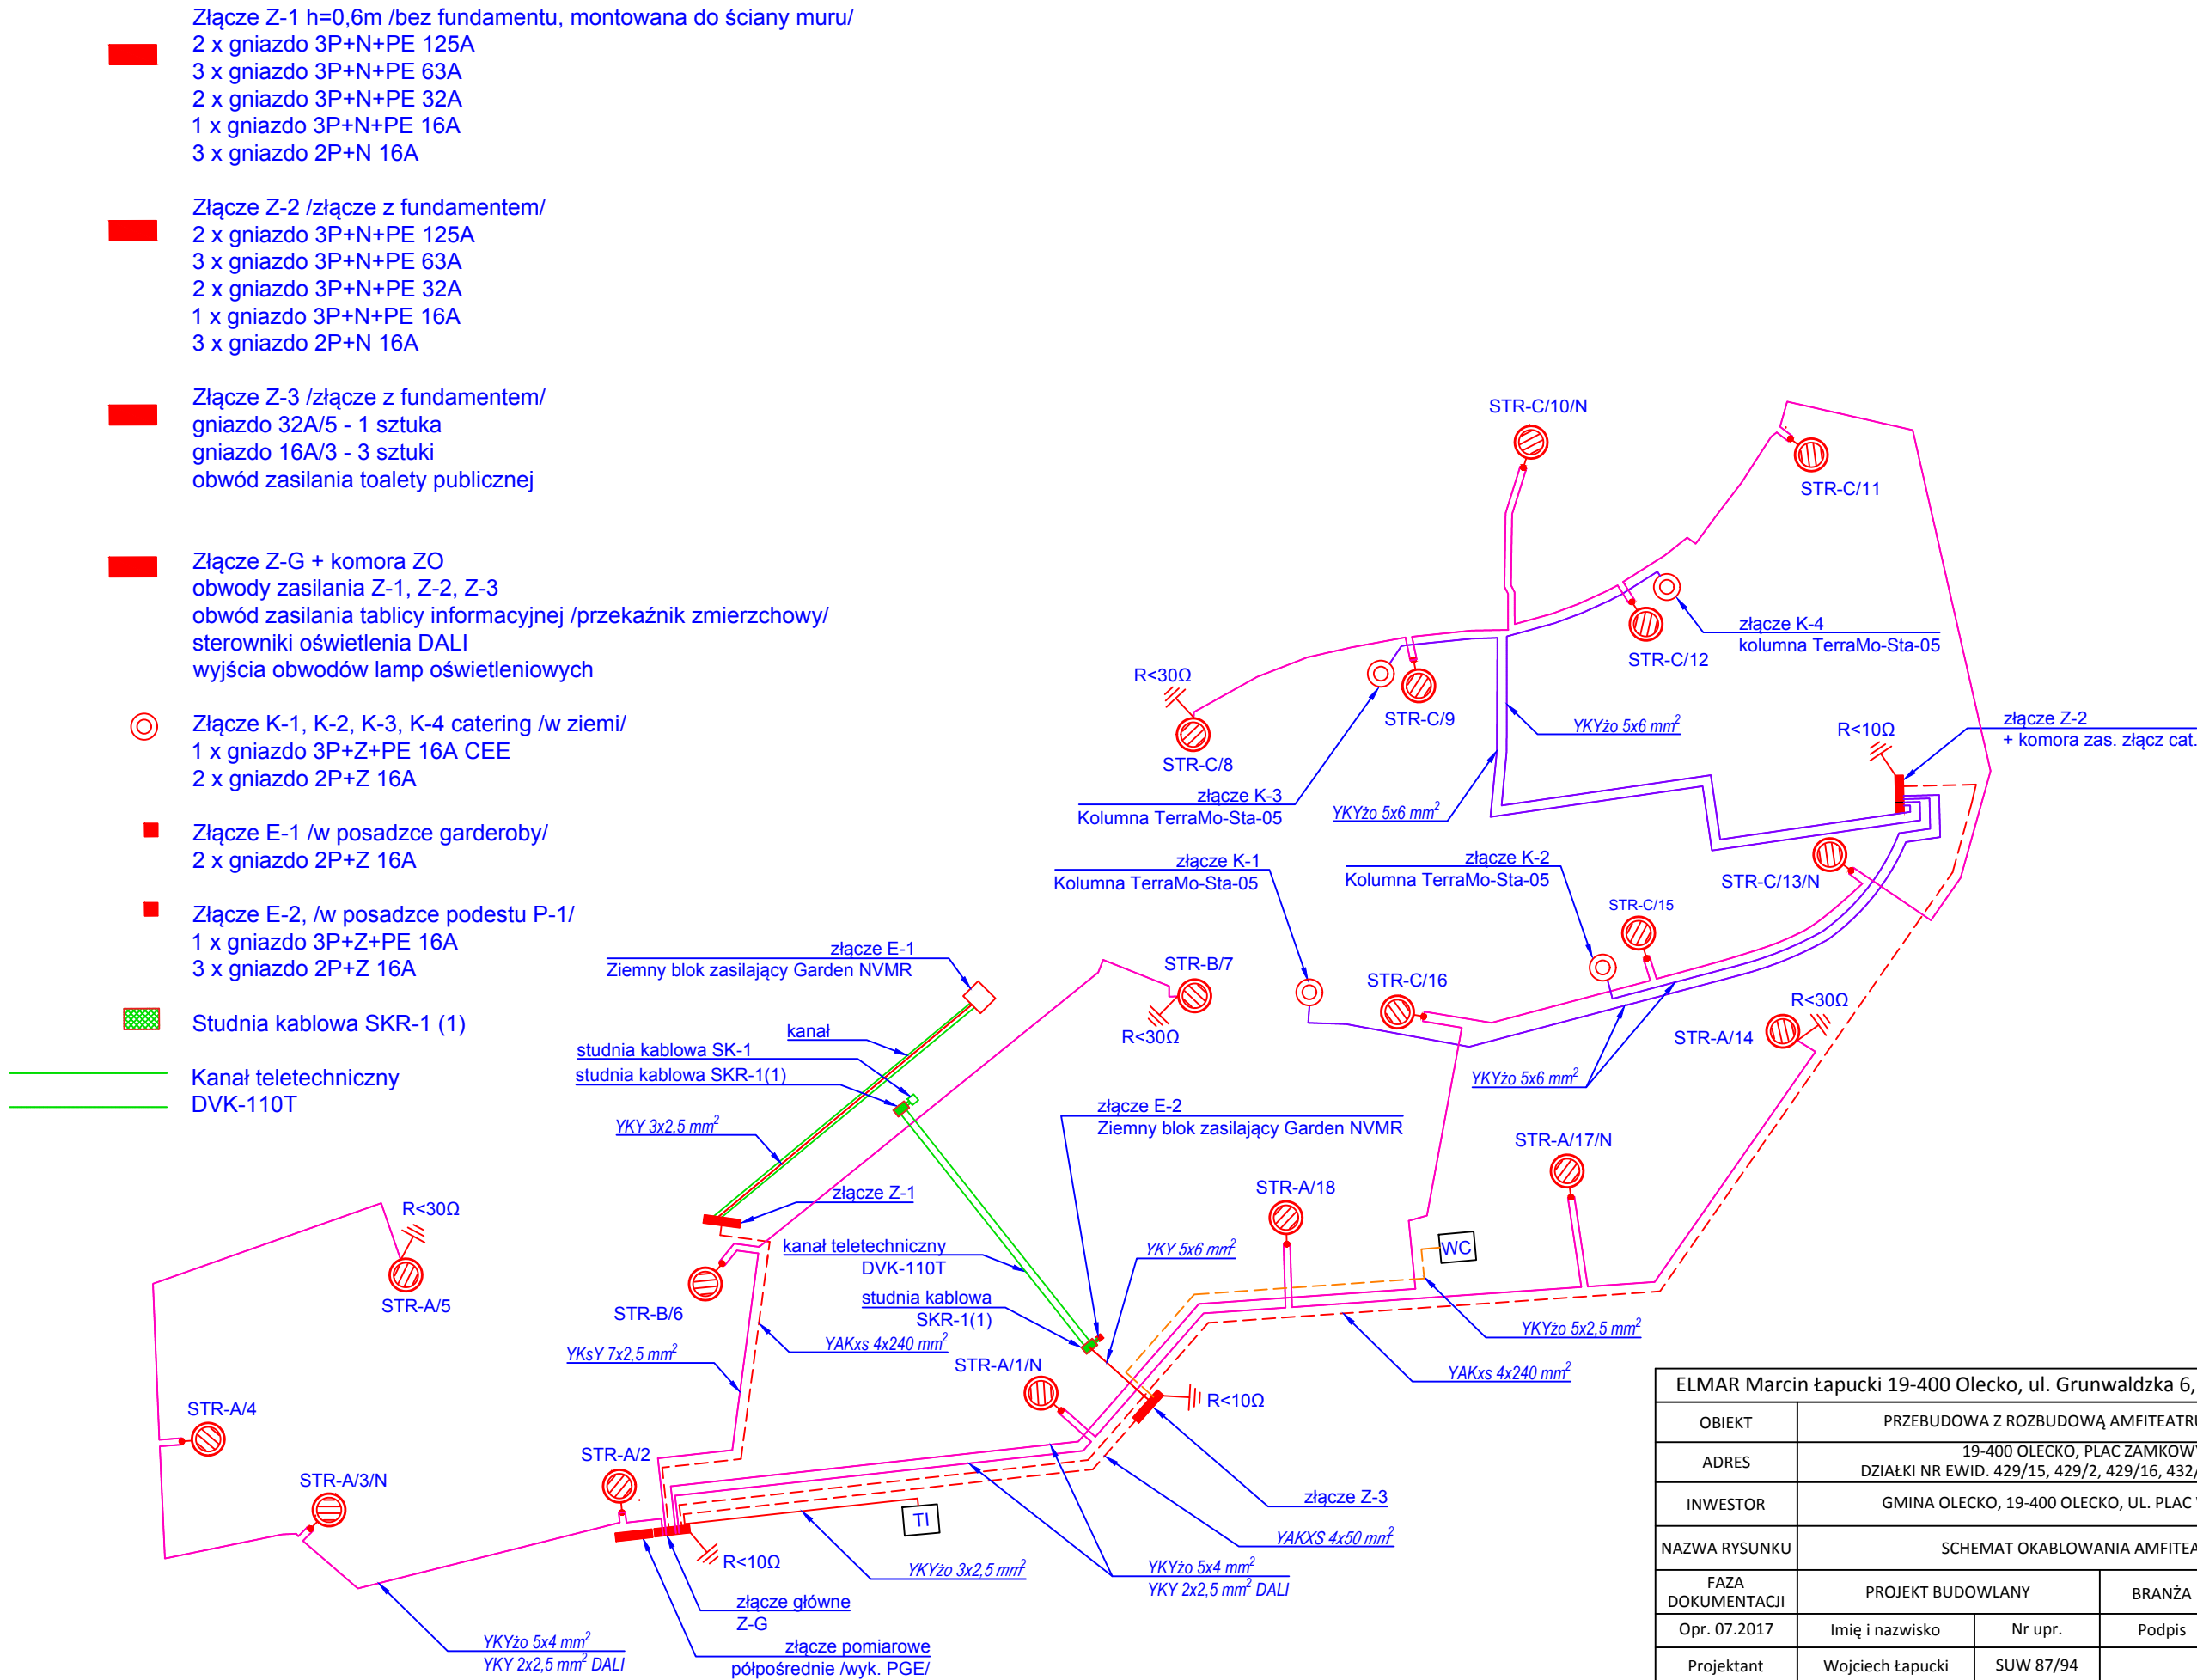 Złącze Z-1 h=0,6m /bez fundamentu, montowana do ściany muru/
2 x gniazdo 3P+N+PE 125A
3 x gniazdo 3P+N+PE 63A
2 x gniazdo 3P+N+PE 32A
1 x gniazdo 3P+N+PE 16A
3 x gniazdo 2P+N 16A
Złącze Z-2 /złącze z fundamentem/
2 x gniazdo 3P+N+PE 125A
3 x gniazdo 3P+N+PE 63A
2 x gniazdo 3P+N+PE 32A
1 x gniazdo 3P+N+PE 16A
3 x gniazdo 2P+N 16A
Złącze Z-3 /złącze z fundamentem/
gniazdo 32A/5 - 1 sztuka
gniazdo 16A/3 - 3 sztuki
obwód zasilania toalety publicznej
Złącze Z-G + komora ZO
obwody zasilania Z-1, Z-2, Z-3
obwód zasilania tablicy informacyjnej /przekaźnik zmierzchowy/
sterowniki oświetlenia DALI
wyjścia obwodów lamp oświetleniowych
Złącze K-1, K-2, K-3, K-4 catering /w ziemi/
1 x gniazdo 3P+Z+PE 16A CEE
2 x gniazdo 2P+Z 16A
Złącze E-1 /w posadzce garderoby/
2 x gniazdo 2P+Z 16A
Złącze E-2, /w posadzce podestu P-1/
1 x gniazdo 3P+Z+PE 16A
3 x gniazdo 2P+Z 16A
Studnia kablowa SKR-1 (1)
Kanał teletechniczny
DVK-110T
STR-C/10/N
STR-C/11
złącze K-4
kolumna TerraMo-Sta-05
STR-C/12
R<30Ω
STR-C/9
STR-C/8
YKYżo 5x6 mm²
R<10Ω
złącze Z-2
+ komora zas. złącz cat.
złącze K-3
Kolumna TerraMo-Sta-05
YKYżo 5x6 mm²
złącze K-1
Kolumna TerraMo-Sta-05
złącze K-2
Kolumna TerraMo-Sta-05
STR-C/13/N
STR-C/15
złącze E-1
Ziemny blok zasilający Garden NVMR
STR-B/7
R<30Ω
STR-C/16
R<30Ω
STR-A/14
kanał
studnia kablowa SK-1
studnia kablowa SKR-1(1)
YKYżo 5x6 mm²
YKY 3x2,5 mm²
złącze E-2
Ziemny blok zasilający Garden NVMR
STR-A/17/N
złącze Z-1
STR-A/18
R<30Ω
STR-A/5
kanał teletechniczny
DVK-110T
YKY 5x6 mm²
WC
STR-B/6
studnia kablowa
SKR-1(1)
YKYżo 5x2,5 mm²
YKsY 7x2,5 mm²
YAKxs 4x240 mm²
STR-A/1/N
YAKxs 4x240 mm²
R<10Ω
STR-A/4
STR-A/2
STR-A/3/N
złącze Z-3
TI
YAKXS 4x50 mm²
R<10Ω
YKYżo 3x2,5 mm²
YKYżo 5x4 mm²
YKY 2x2,5 mm² DALI
złącze główne
Z-G
YKYżo 5x4 mm²
YKY 2x2,5 mm² DALI
złącze pomiarowe
półpośrednie /wyk. PGE/
ELMAR Marcin Łapucki 19-400 Olecko, ul. Grunwaldzka 6,
OBIEKT
PRZEBUDOWA Z ROZBUDOWĄ AMFITEATRU
ADRES
19-400 OLECKO, PLAC ZAMKOWY
DZIAŁKI NR EWID. 429/15, 429/2, 429/16, 432/
INWESTOR
GMINA OLECKO, 19-400 OLECKO, UL. PLAC
NAZWA RYSUNKU
SCHEMAT OKABLOWANIA AMFITEA
FAZA
DOKUMENTACJI
PROJEKT BUDOWLANY
BRANŻA
Opr. 07.2017
Imię i nazwisko
Nr upr.
Podpis
Projektant
Wojciech Łapucki
SUW 87/94